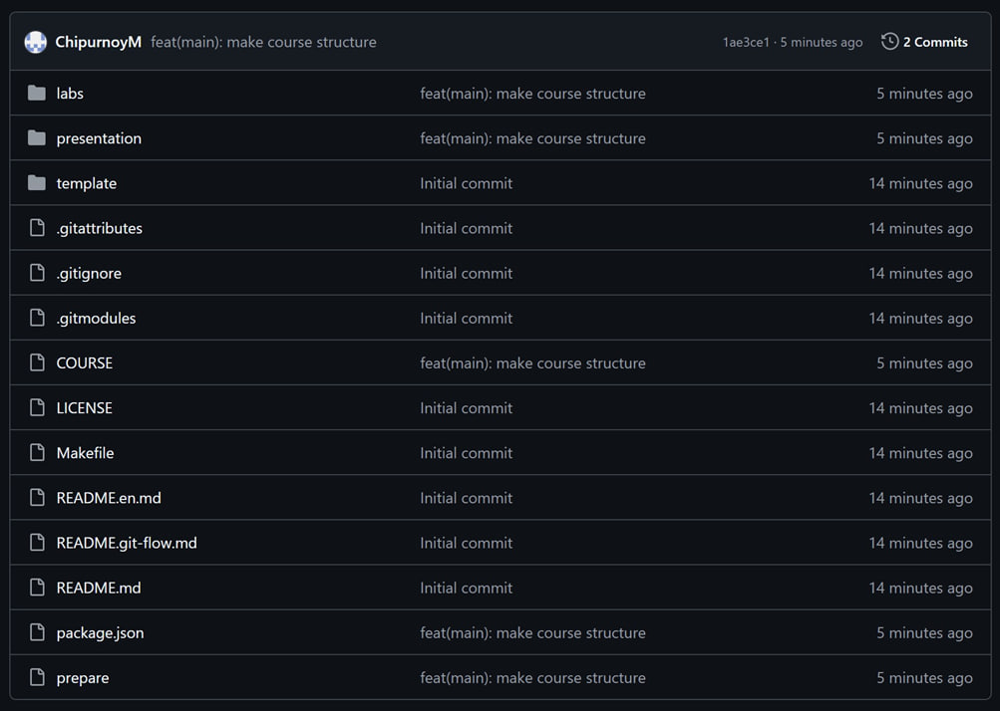 ChipurnoyM feat(main): make course structure 1ae3ce1 · 5 minutes ago 2 Commits
labs feat(main): make course structure 5 minutes ago
presentation feat(main): make course structure 5 minutes ago
template Initial commit 14 minutes ago
.gitattributes Initial commit 14 minutes ago
.gitignore Initial commit 14 minutes ago
.gitmodules Initial commit 14 minutes ago
COURSE feat(main): make course structure 5 minutes ago
LICENSE Initial commit 14 minutes ago
Makefile Initial commit 14 minutes ago
README.en.md Initial commit 14 minutes ago
README.git-flow.md Initial commit 14 minutes ago
README.md Initial commit 14 minutes ago
package.json feat(main): make course structure 5 minutes ago
prepare feat(main): make course structure 5 minutes ago